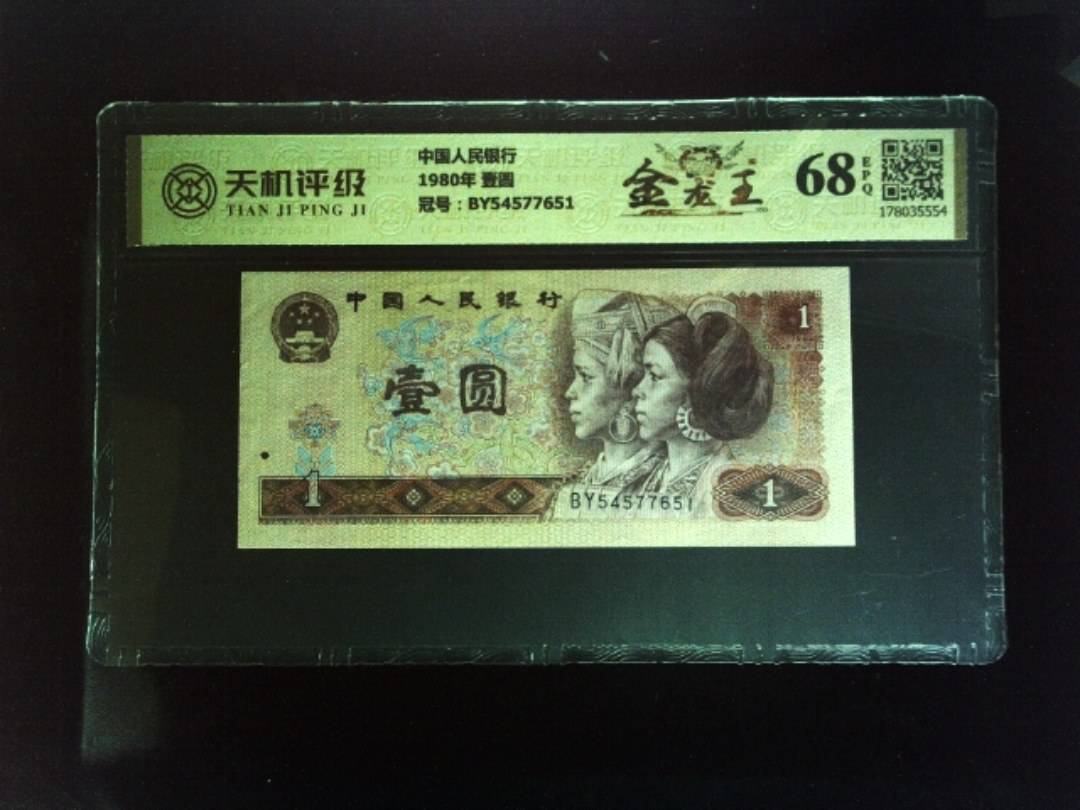 天机评级
TIAN JI PING JI
中国人民银行
1980年 壹圆
冠号：BY54577651
金龙王
68
EPQ
178035554
中国人民银行
1
壹圆
1
BY54577651
1